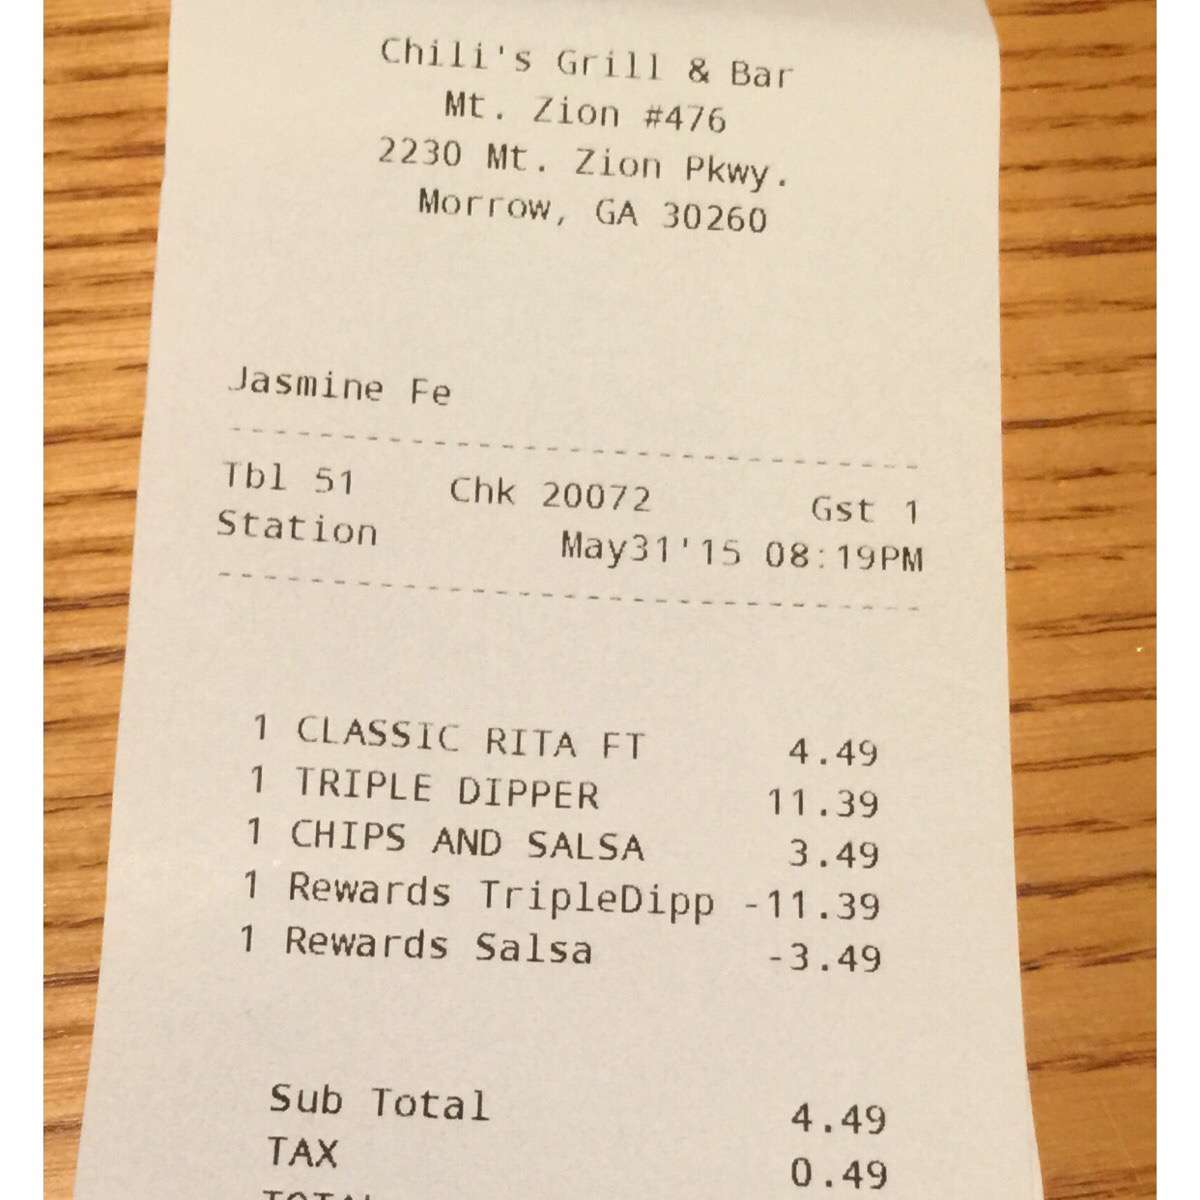 Chili's Grill & Bar
Mt. Zion #476
2230 Mt. Zion Pkwy.
Morrow, GA 30260
Jasmine Fe
Tbl 51 Chk 20072 Gst 1
Station May31'15 08:19PM
1 CLASSIC RITA FT 4.49
1 TRIPLE DIPPER 11.39
1 CHIPS AND SALSA 3.49
1 Rewards TripleDipp -11.39
1 Rewards Salsa -3.49
Sub Total 4.49
TAX 0.49